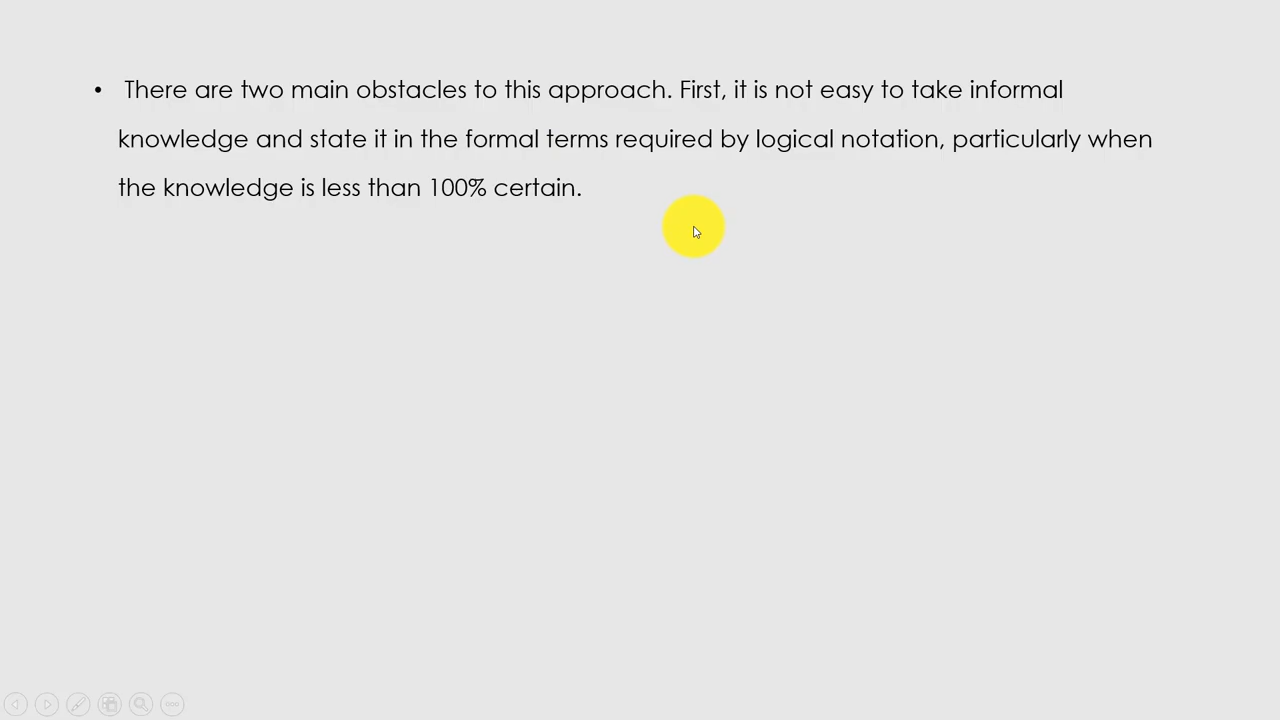 • There are two main obstacles to this approach. First, it is not easy to take informal
knowledge and state it in the formal terms required by logical notation, particularly when
the knowledge is less than 100% certain.